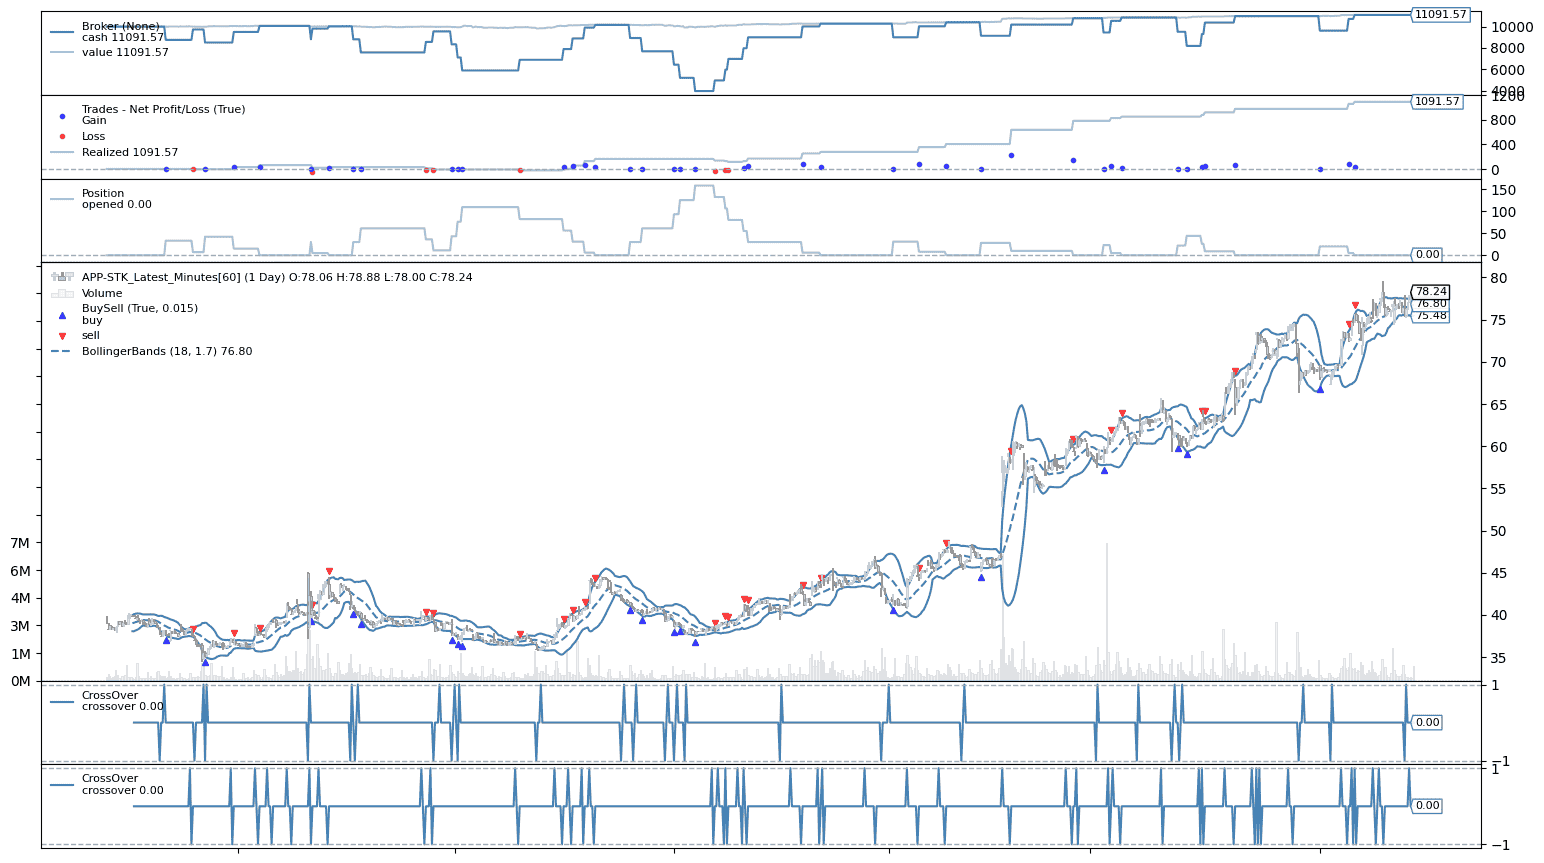 Broker (None)
cash 11091.57
value 11091.57
11091.57
10000
8000
6000
4000
Trades - Net Profit/Loss (True)
Gain
Loss
Realized 1091.57
1200
1091.57
800
400
0
Position
opened 0.00
150
100
50
0
0.00
APP-STK_Latest_Minutes[60] (1 Day) O:78.06 H:78.88 L:78.00 C:78.24
Volume
BuySell (True, 0.015)
buy
sell
BollingerBands (18, 1.7) 76.80
80
78.24
76.80
75.48
75
70
65
60
55
50
45
40
35
7M
6M
4M
3M
1M
0M
CrossOver
crossover 0.00
1
0.00
−1
CrossOver
crossover 0.00
1
0.00
−1